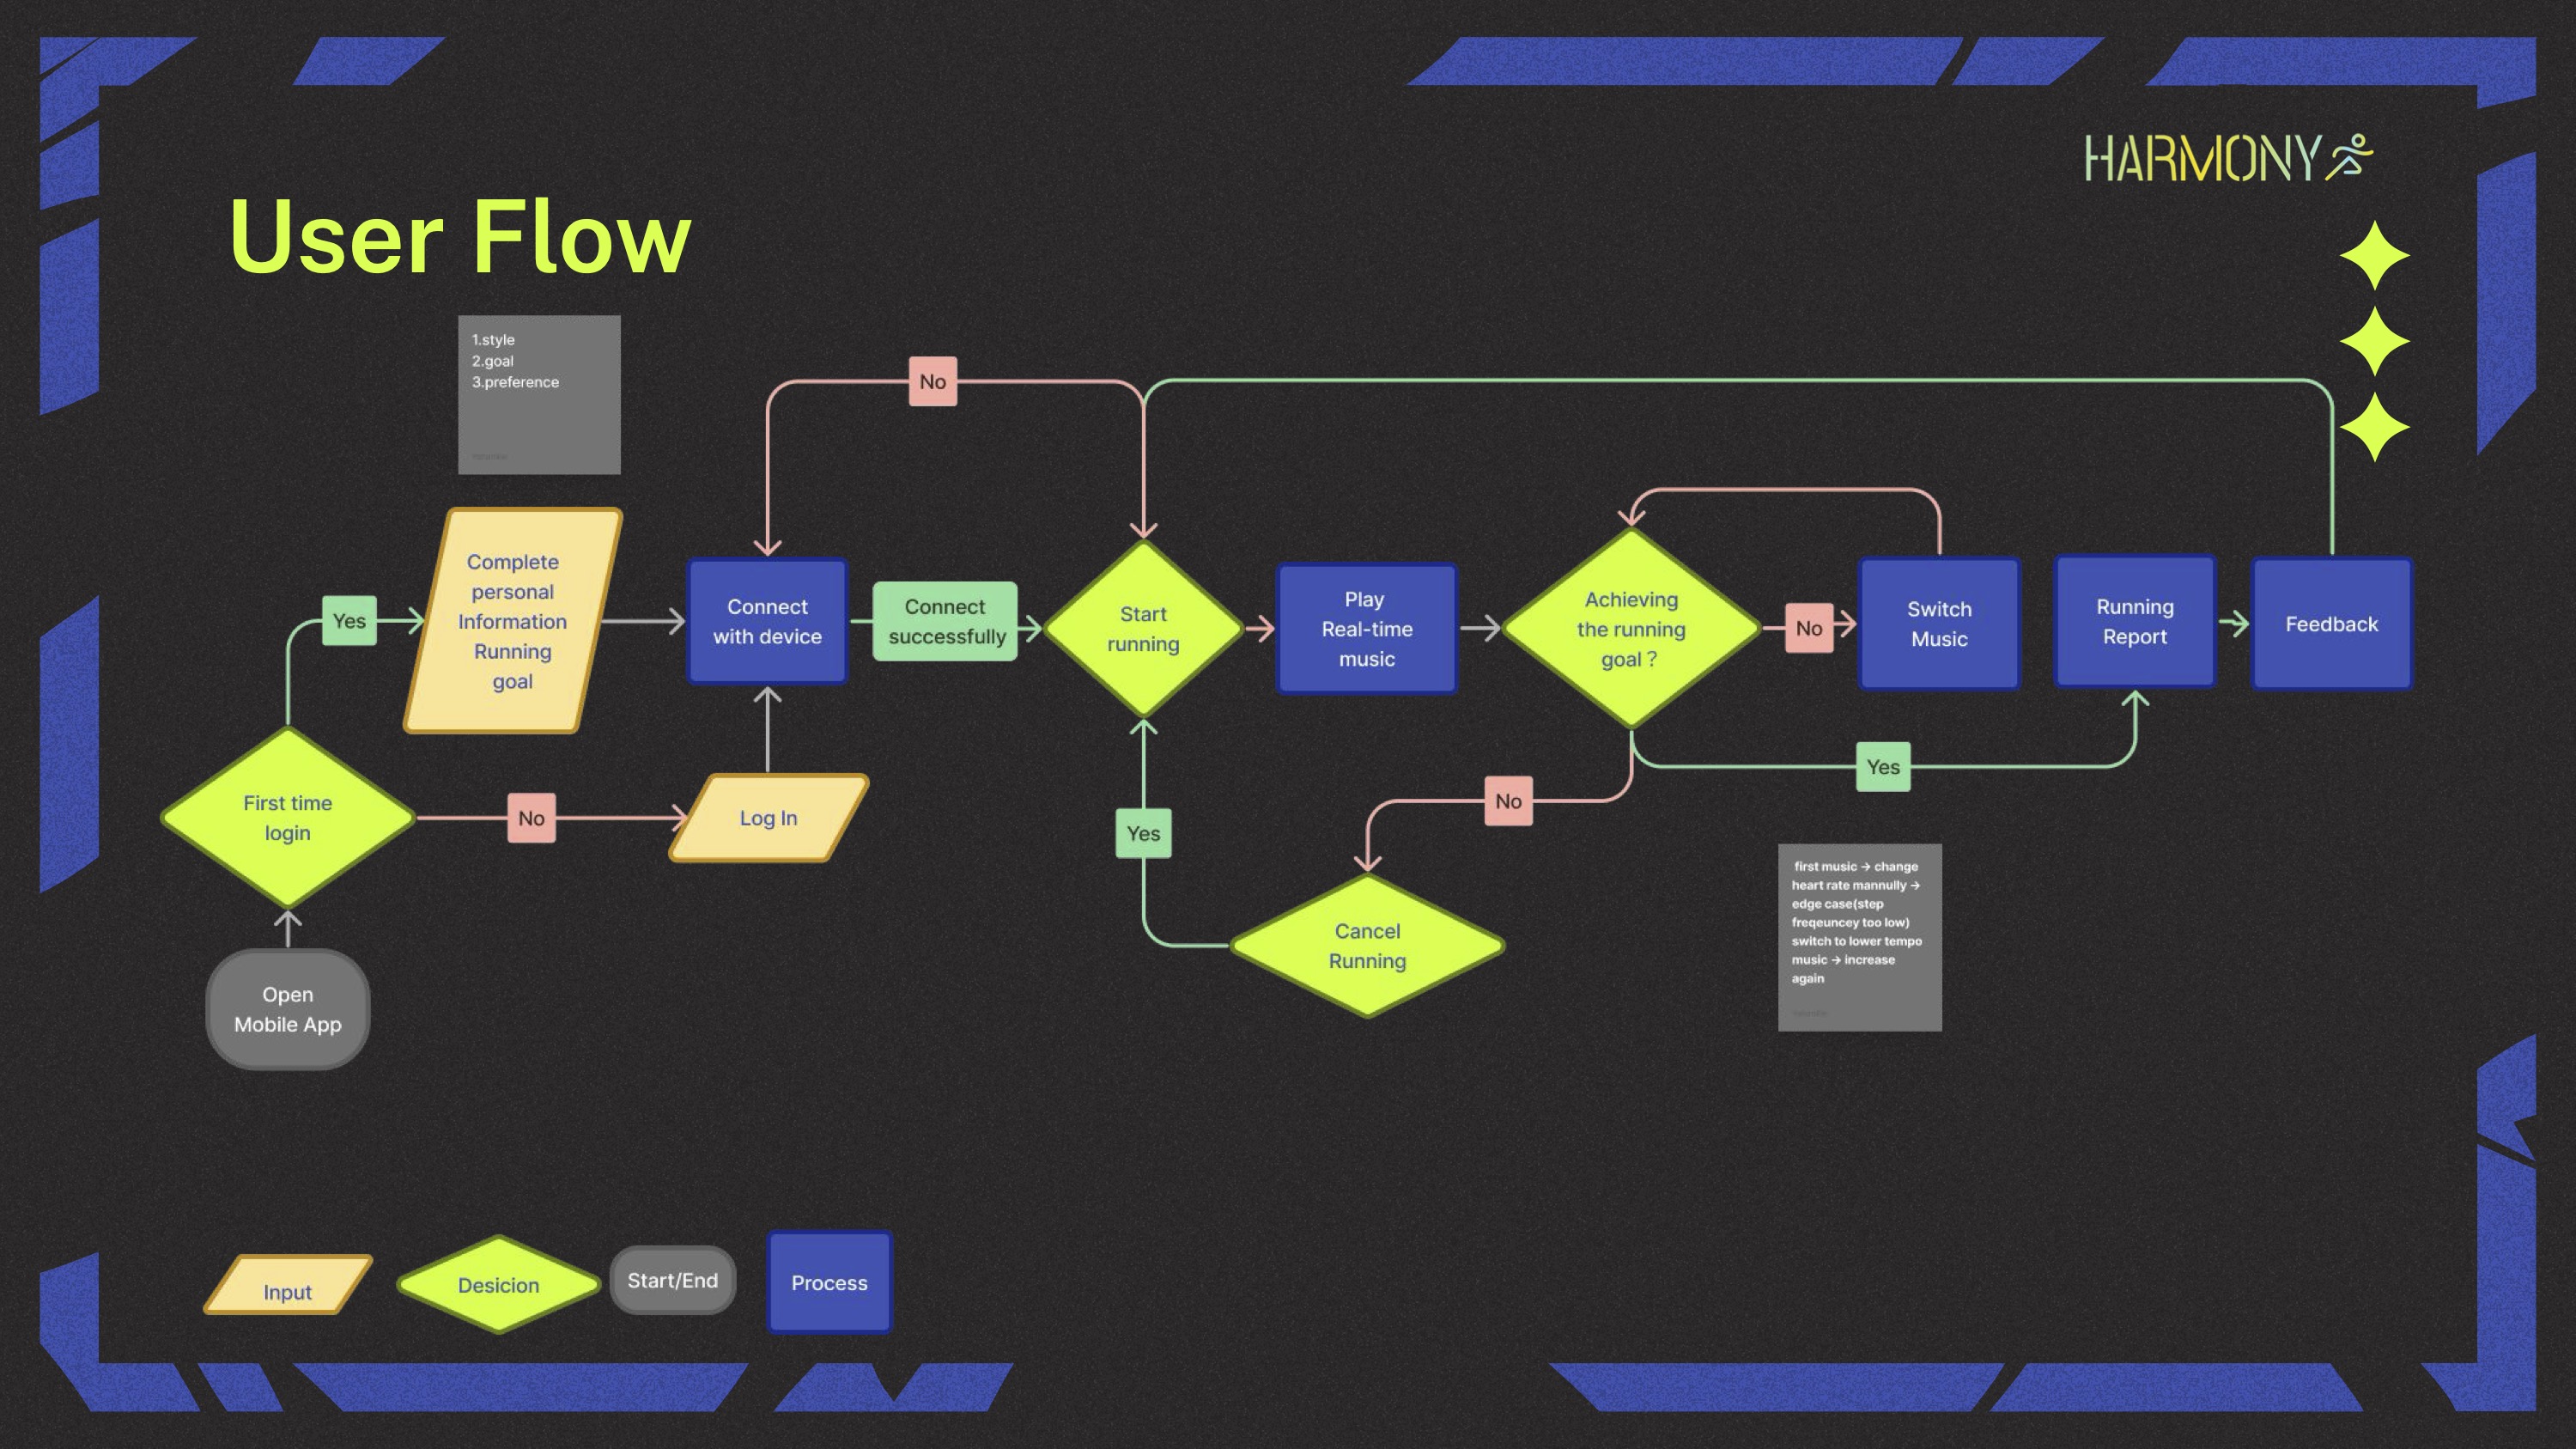 HARMONY
User Flow
1.style
2.goal
3.preference
No
Complete
personal
Information
Running
goal
Yes
Connect
with device
Connect
successfully
Start
running
Play
Real-time
music
Achieving
the running
goal ?
No
Switch
Music
Running
Report
Feedback
First time
login
No
Log In
Yes
No
Yes
Cancel
Running
first music → change
heart rate mannully →
edge case(step
freqeuncey too low)
switch to lower tempo
music → increase
again
Open
Mobile App
Input
Desicion
Start/End
Process